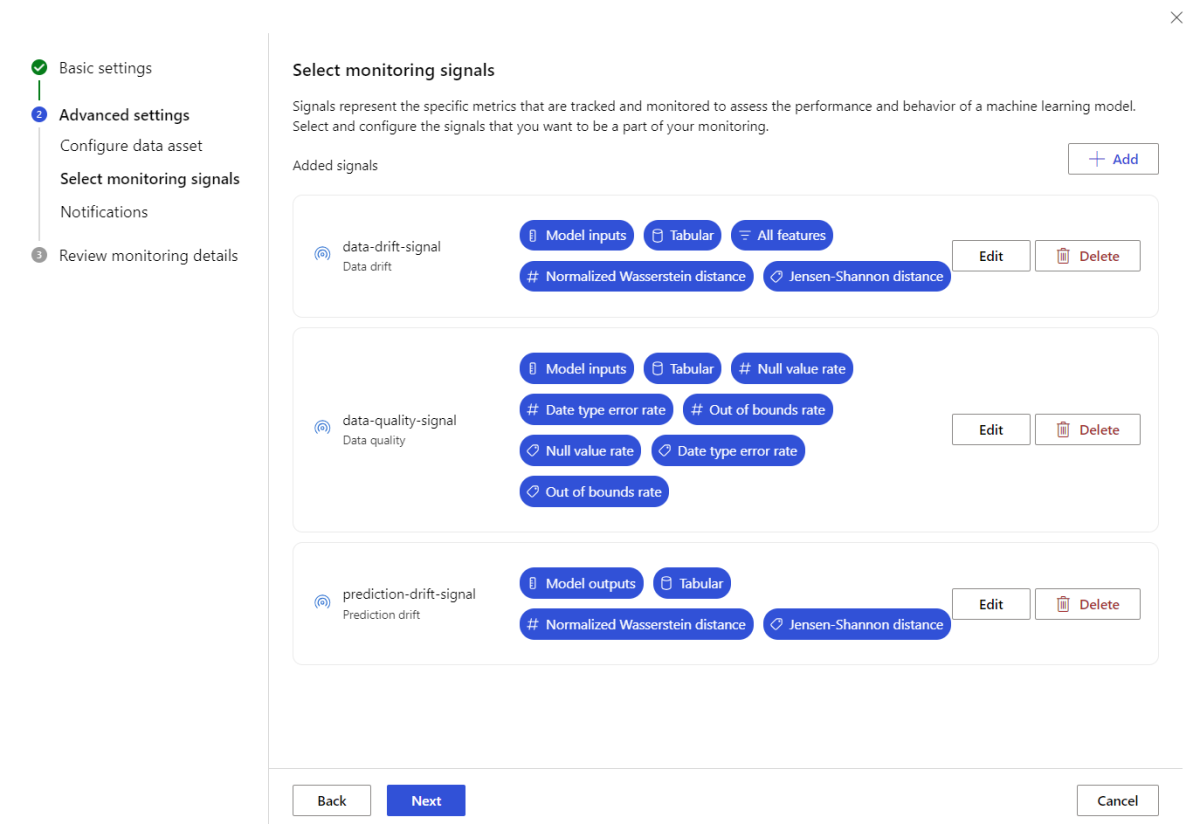 Basic settings
2 Advanced settings
Configure data asset
Select monitoring signals
Notifications
3 Review monitoring details
Select monitoring signals
Signals represent the specific metrics that are tracked and monitored to assess the performance and behavior of a machine learning model.
Select and configure the signals that you want to be a part of your monitoring.
Added signals
+ Add
data-drift-signal
Data drift
Model inputs Tabular All features
# Normalized Wasserstein distance Jensen-Shannon distance
Edit Delete
data-quality-signal
Data quality
Model inputs Tabular # Null value rate
# Date type error rate # Out of bounds rate
Null value rate Date type error rate
Out of bounds rate
Edit Delete
prediction-drift-signal
Prediction drift
Model outputs Tabular
# Normalized Wasserstein distance Jensen-Shannon distance
Edit Delete
Back Next Cancel